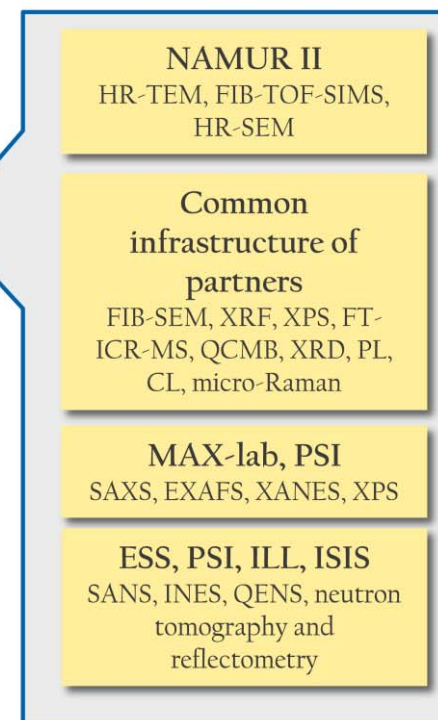 NAMUR II
HR-TEM, FIB-TOF-SIMS,
HR-SEM
Common
infrastructure of
partners
FIB-SEM, XRF, XPS, FT-
ICR-MS, QCMB, XRD, PL,
CL, micro-Raman
MAX-lab, PSI
SAXS, EXAFS, XANES, XPS
ESS, PSI, ILL, ISIS
SANS, INES, QENS, neutron
tomography and
reflectometry